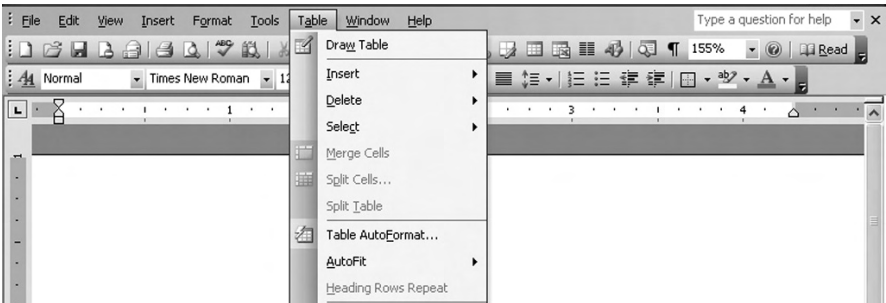 File Edit View Insert Format Tools Table Window Help Type a question for help
ABC Draw Table ¶ 155% Read
Normal Times New Roman 12 Insert ab
Delete
L 1 3 4
Select
Merge Cells
Split Cells...
Split Table
Table AutoFormat...
AutoFit
Heading Rows Repeat